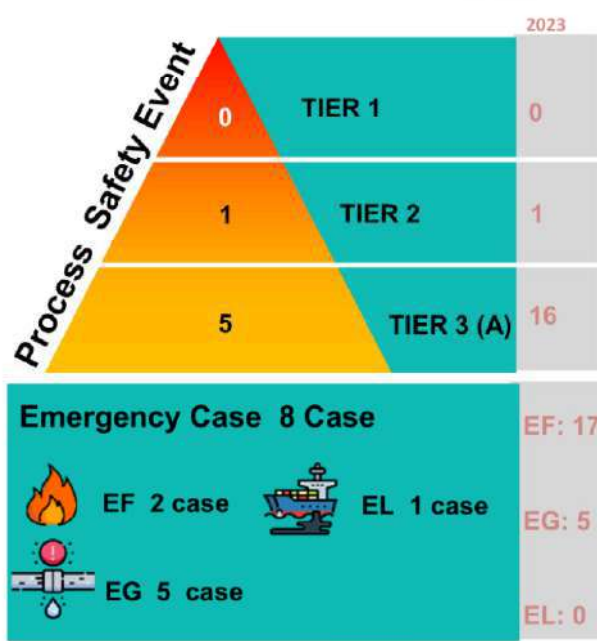 2023
Process Safety Event
0 TIER 1 0
1 TIER 2 1
5 TIER 3 (A) 16
Emergency Case 8 Case EF: 17
EF 2 case EL 1 case EG: 5
EG 5 case EL: 0